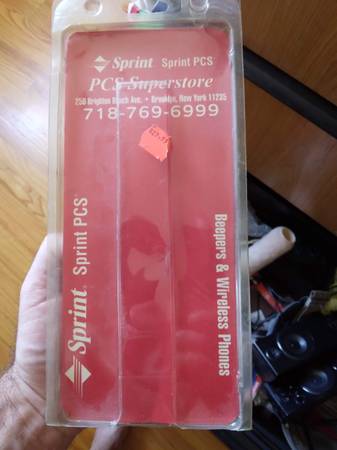 Sprint Sprint PCS
PCS Superstore
250 Brighton Beach Ave. • Brooklyn, New York 11235
718-769-6999
Sprint Sprint PCS
Beepers & Wireless Phones